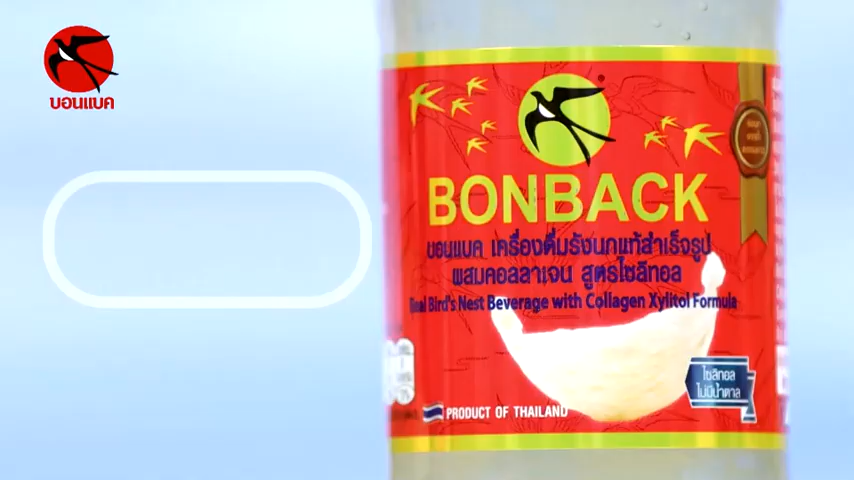 บอนแบค
BONBACK
บอนแบค เครื่องดื่มรังนกแท้สำเร็จรูป
ผสมคอลลาเจน สูตรไซลิทอล
Bird's Nest Beverage with Collagen Xylitol Formula
ไซลิทอล
ไม่มีน้ำตาล
PRODUCT OF THAILAND